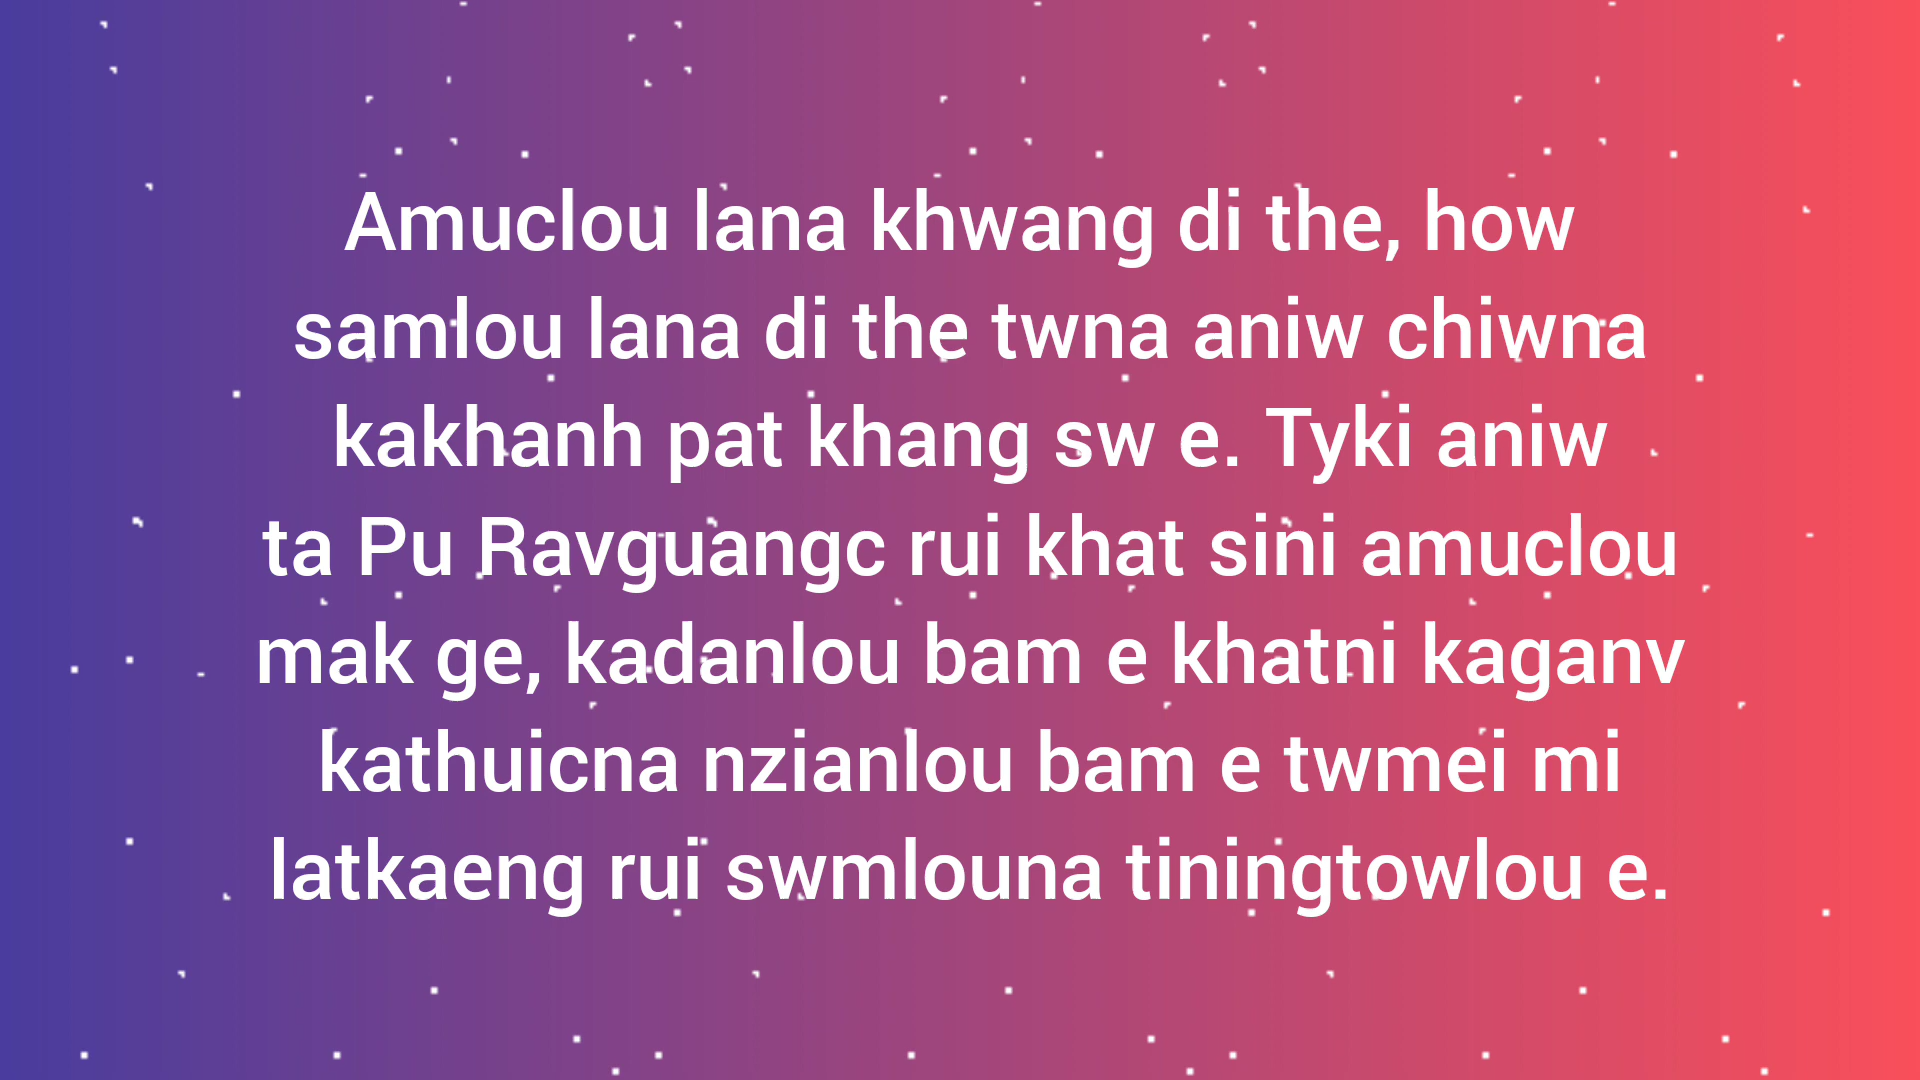 Amuclou lana khwang di the, how
samlou lana di the twna aniw chiwna
kakhanh pat khang sw e. Tyki aniw
ta Pu Ravguangc rui khat sini amuclou
mak ge, kadanlou bam e khatni kaganv
kathuicna nzianlou bam e twmei mi
latkaeng rui swmlouna tiningtowlou e.